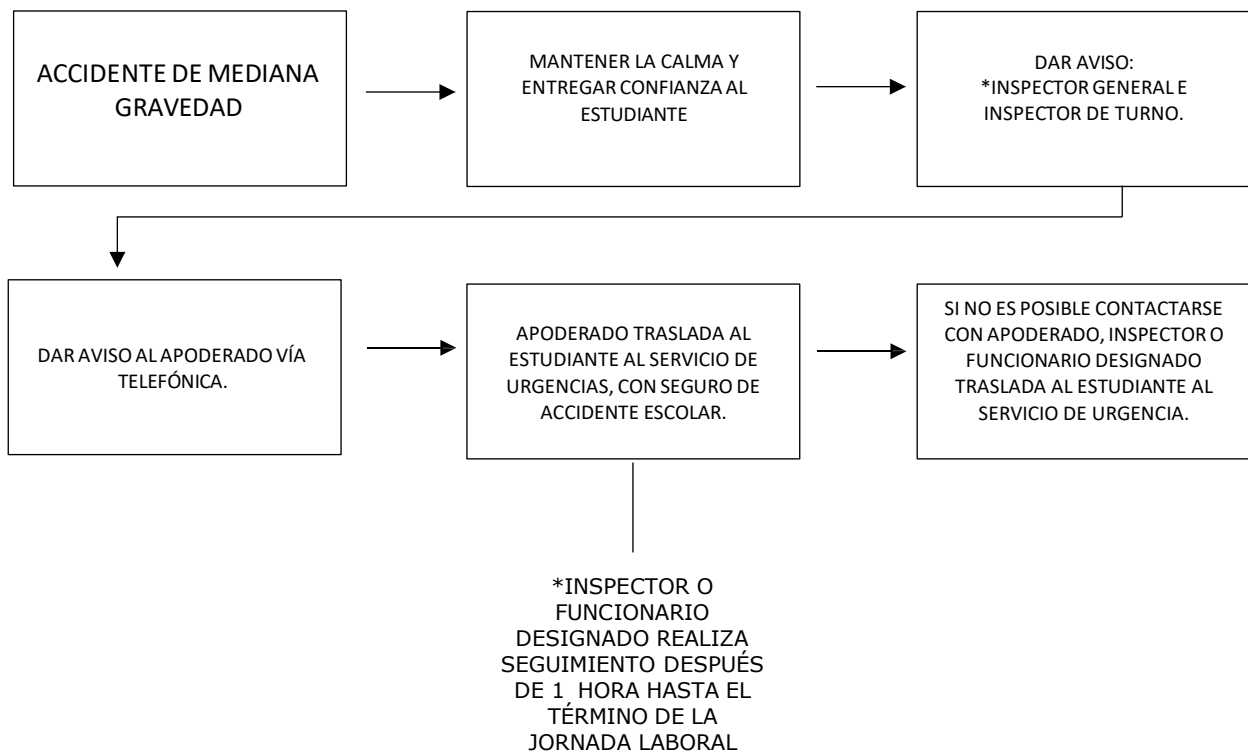 ACCIDENTE DE MEDIANA
GRAVEDAD
MANTENER LA CALMA Y
ENTREGAR CONFIANZA AL
ESTUDIANTE
DAR AVISO:
*INSPECTOR GENERAL E
INSPECTOR DE TURNO.
DAR AVISO AL APODERADO VÍA
TELEFÓNICA.
APODERADO TRASLADA AL
ESTUDIANTE AL SERVICIO DE
URGENCIAS, CON SEGURO DE
ACCIDENTE ESCOLAR.
SI NO ES POSIBLE CONTACTARSE
CON APODERADO, INSPECTOR O
FUNCIONARIO DESIGNADO
TRASLADA AL ESTUDIANTE AL
SERVICIO DE URGENCIA.
*INSPECTOR O
FUNCIONARIO
DESIGNADO REALIZA
SEGUIMIENTO DESPUÉS
DE 1 HORA HASTA EL
TÉRMINO DE LA
JORNADA LABORAL